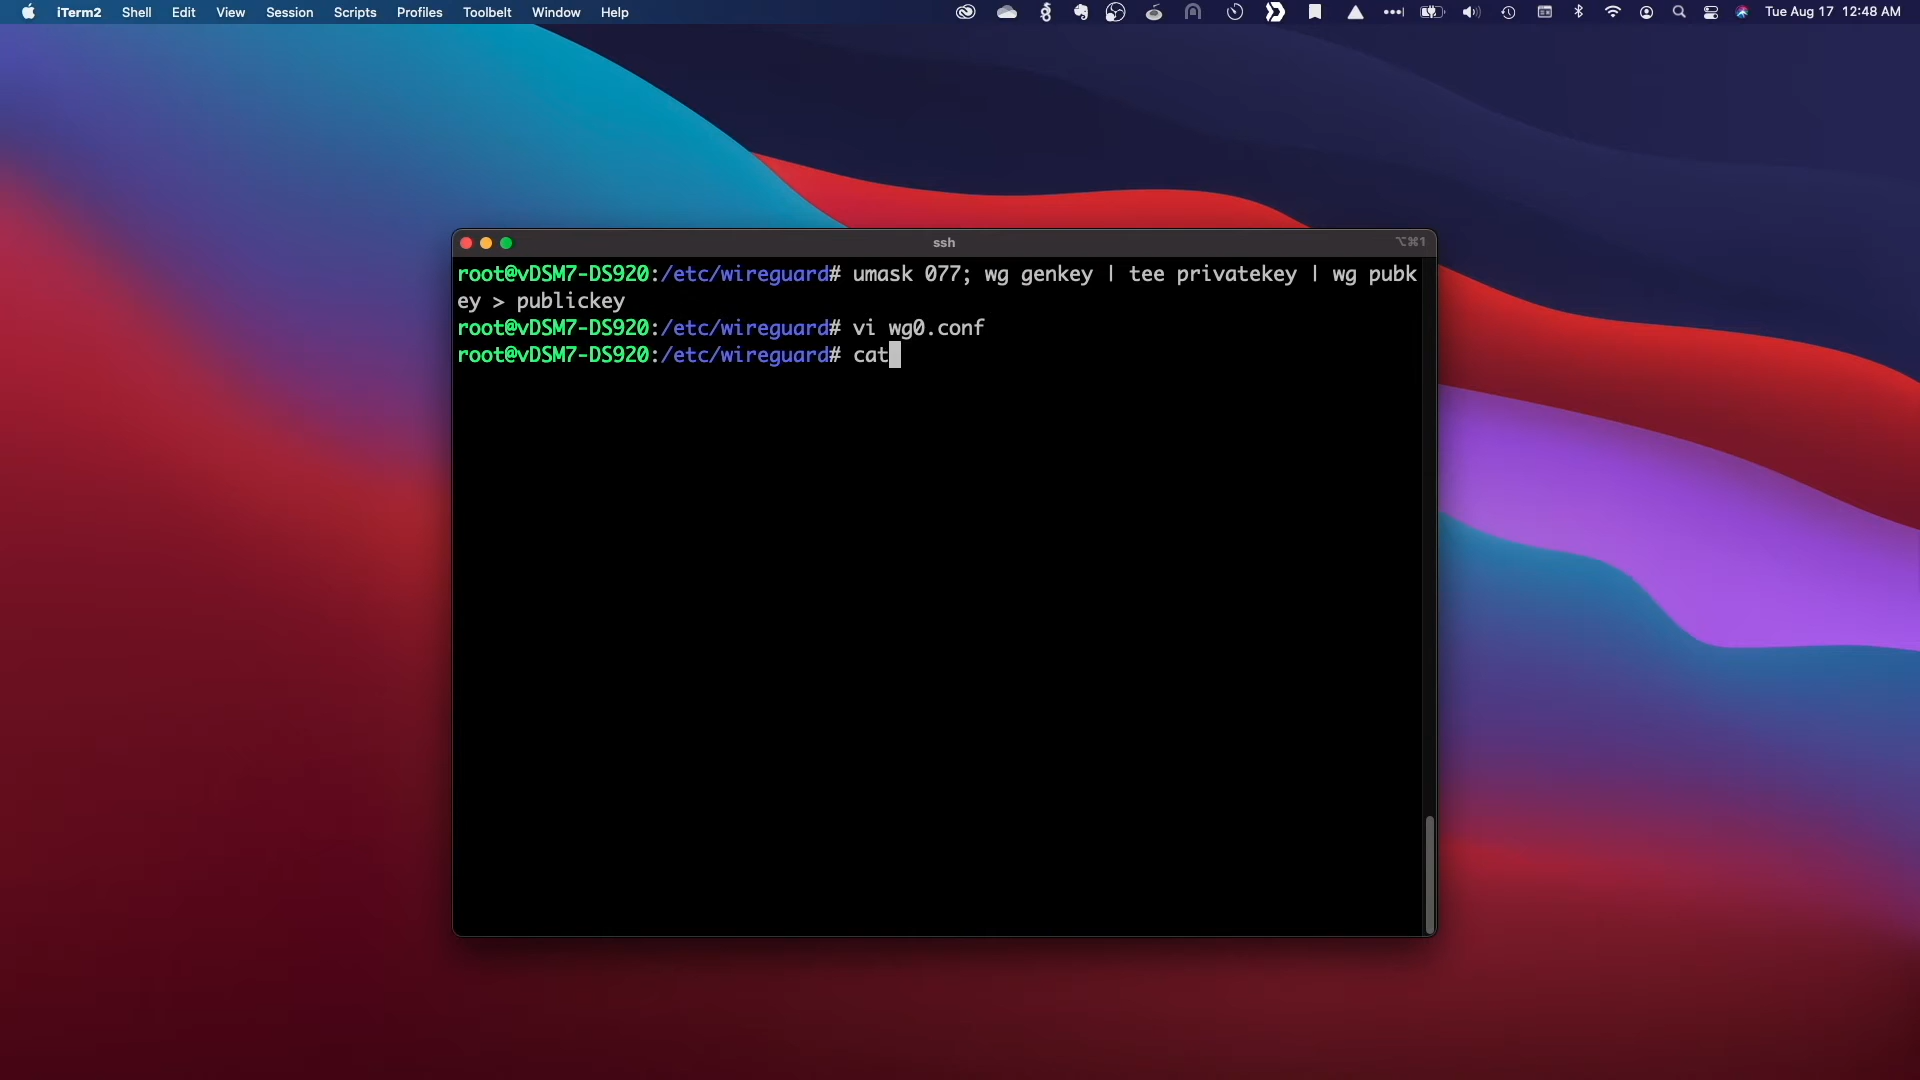 iTerm2 Shell Edit View Session Scripts Profiles Toolbelt Window Help Tue Aug 17 12:48 AM
ssh ⌥⌘1
root@vDSM7-DS920:/etc/wireguard# umask 077; wg genkey | tee privatekey | wg pubk
ey > publickey
root@vDSM7-DS920:/etc/wireguard# vi wg0.conf
root@vDSM7-DS920:/etc/wireguard# cat